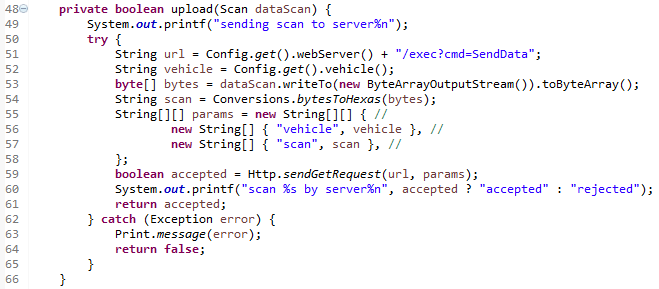 48 private boolean upload(Scan dataScan) {
49 System.out.printf("sending scan to server%n");
50 try {
51 String url = Config.get().webServer() + "/exec?cmd=SendData";
52 String vehicle = Config.get().vehicle();
53 byte[] bytes = dataScan.writeTo(new ByteArrayOutputStream()).toByteArray();
54 String scan = Conversions.bytesToHexas(bytes);
55 String[][] params = new String[][] { //
56 new String[] { "vehicle", vehicle }, //
57 new String[] { "scan", scan }, //
58 };
59 boolean accepted = Http.sendGetRequest(url, params);
60 System.out.printf("scan %s by server%n", accepted ? "accepted" : "rejected");
61 return accepted;
62 } catch (Exception error) {
63 Print.message(error);
64 return false;
65 }
66 }